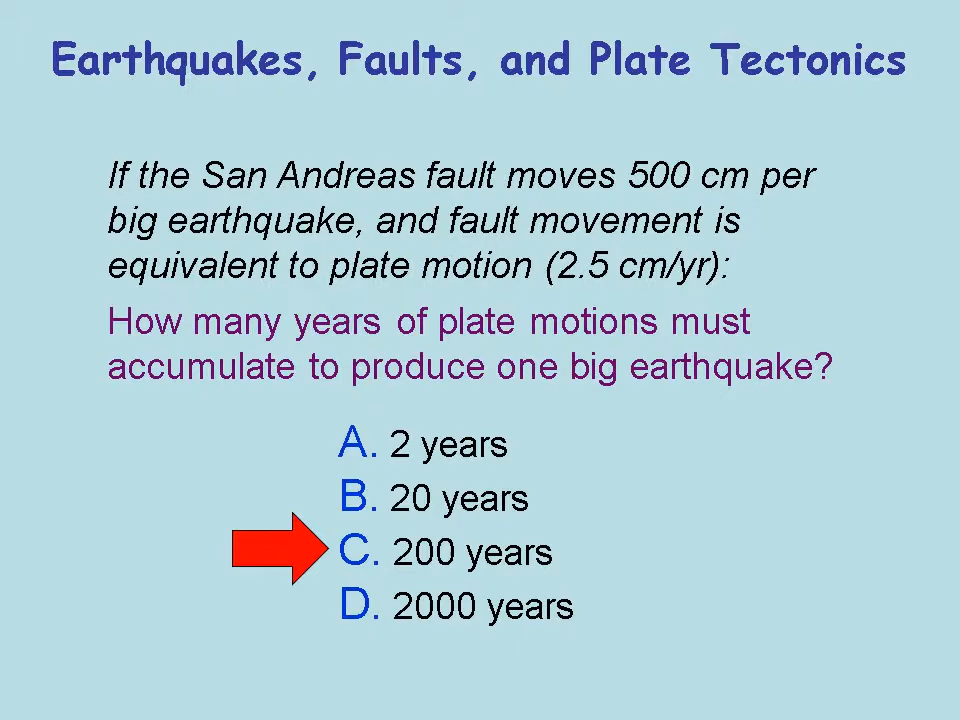 Earthquakes, Faults, and Plate Tectonics
If the San Andreas fault moves 500 cm per
big earthquake, and fault movement is
equivalent to plate motion (2.5 cm/yr):
How many years of plate motions must
accumulate to produce one big earthquake?
A. 2 years
B. 20 years
C. 200 years
D. 2000 years